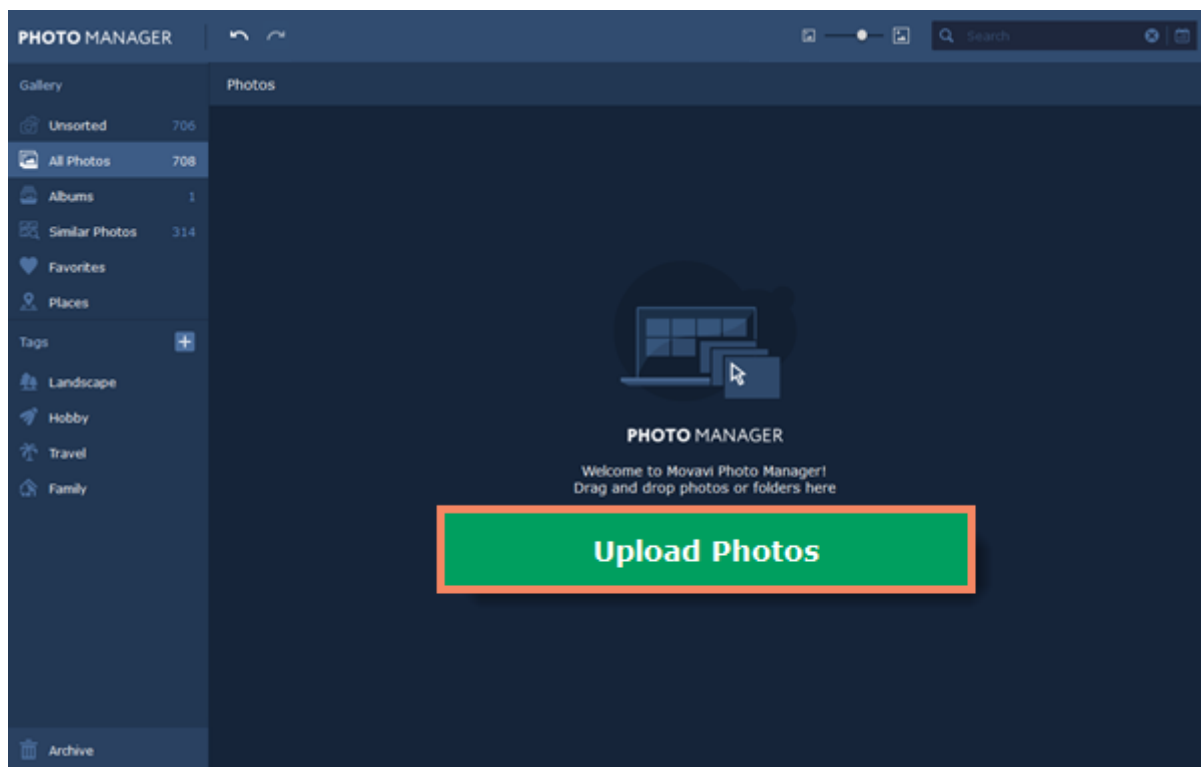 PHOTO MANAGER
Search
Gallery
Photos
Unsorted 706
All Photos 708
Albums 1
Similar Photos 314
Favorites
Places
Tags
Landscape
Hobby
Travel
Family
PHOTO MANAGER
Welcome to Movavi Photo Manager!
Drag and drop photos or folders here
Upload Photos
Archive